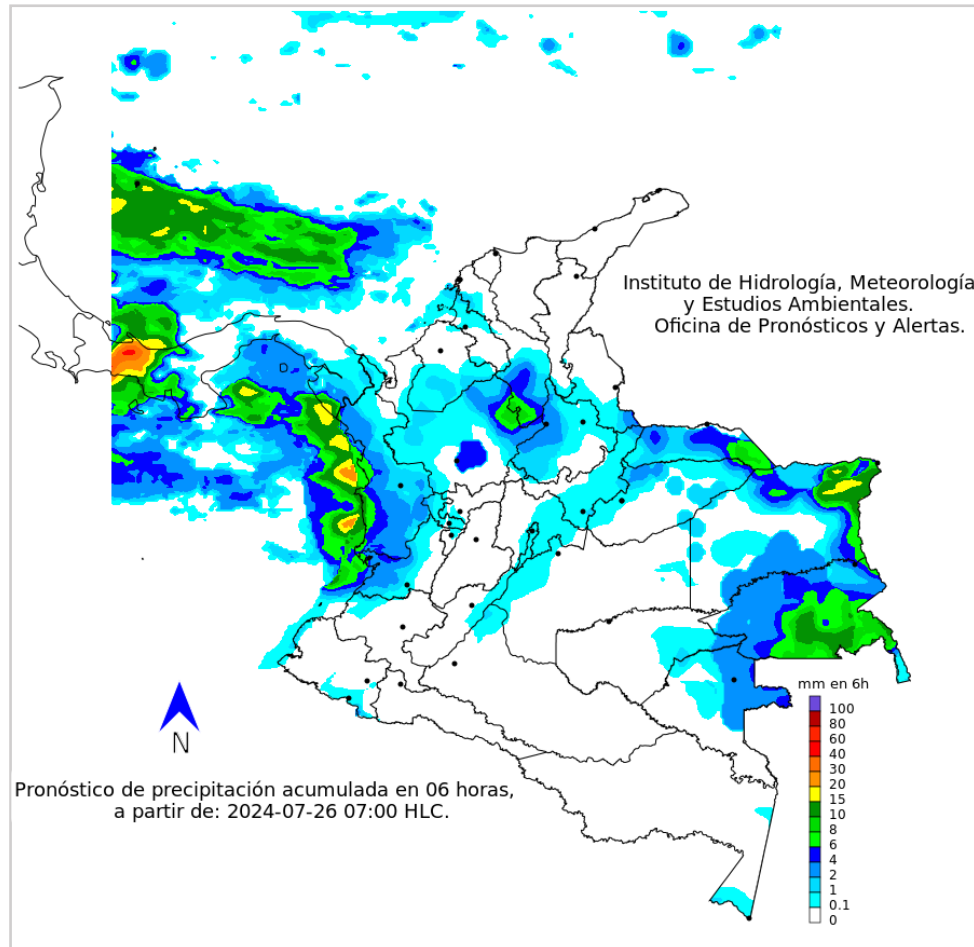 Instituto de Hidrología, Meteorología
y Estudios Ambientales.
Oficina de Pronósticos y Alertas.
D
mm en 6h
100
80
60
40
30
20
15
10
8
6
4
2
1
0.1
0
N
Pronóstico de precipitación acumulada en 06 horas,
a partir de: 2024-07-26 07:00 HLC.